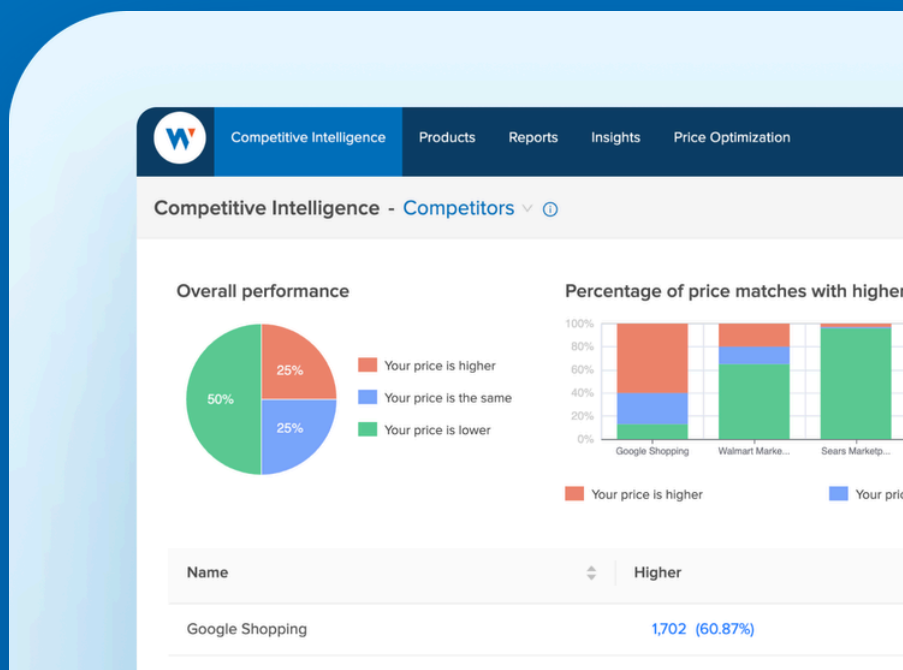 W
Competitive Intelligence Products Reports Insights Price Optimization
Competitive Intelligence - Competitors
Overall performance
25%
50%
25%
Your price is higher
Your price is the same
Your price is lower
Percentage of price matches with higher
100%
80%
60%
40%
20%
0%
Google Shopping Walmart Marke... Sears Marketp...
Your price is higher Your pric
Name Higher
Google Shopping 1,702 (60.87%)